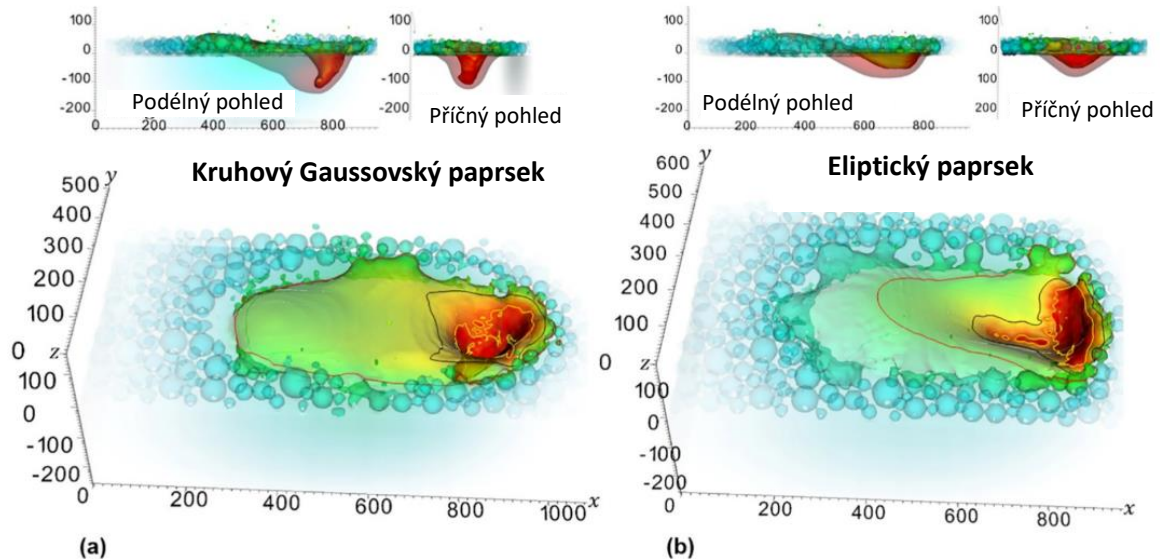 100
0
-100
-200
0 200 400 600 800
Podélný pohled
100
0
-100
-200
Příčný pohled
100
0
-100
-200
0 200 400 600 800
Podélný pohled
100
0
-100
200
Příčný pohled
Kruhový Gaussovský paprsek
Eliptický paprsek
y
500
400
300
200
100
0
z
100
0
-100
-200
0 200 400 600 800 1000 x
(a)
y
600
500
400
300
200
100
0
z
100
0
-100
-200
0 200 400 600 800 x
(b)